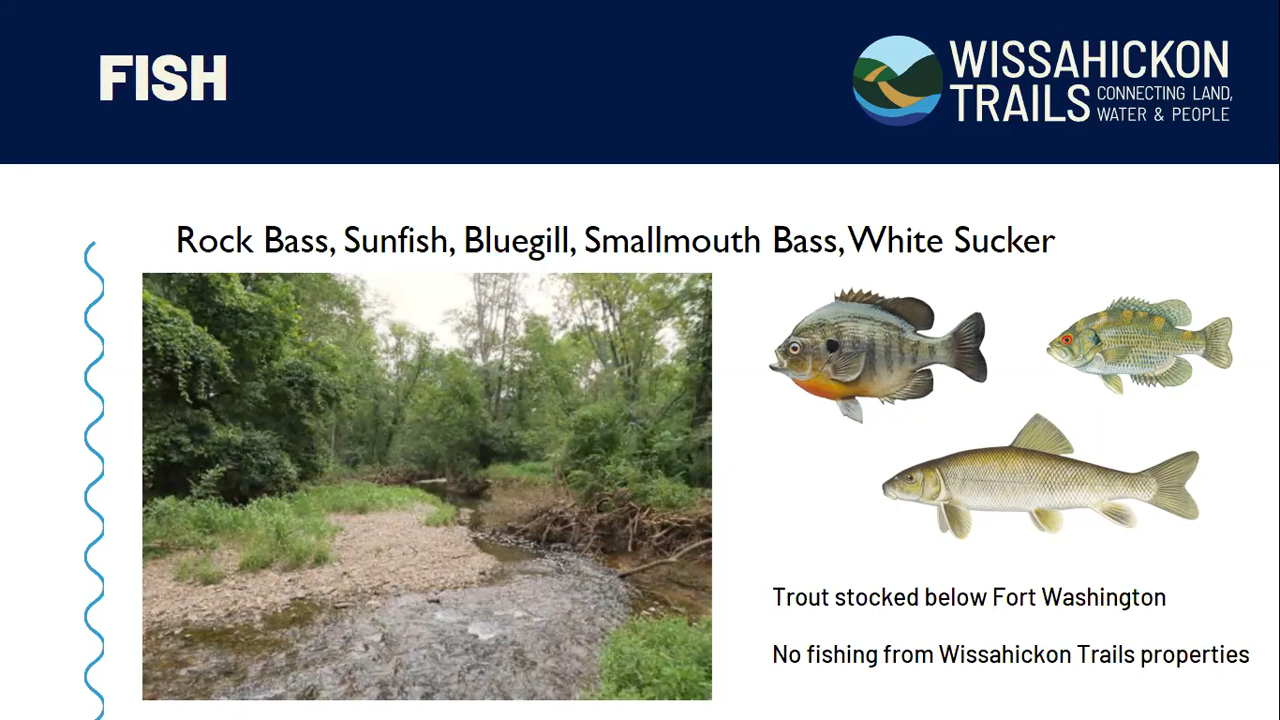 FISH
WISSAHICKON
TRAILS CONNECTING LAND,
WATER & PEOPLE
Rock Bass, Sunfish, Bluegill, Smallmouth Bass, White Sucker
Trout stocked below Fort Washington
No fishing from Wissahickon Trails properties